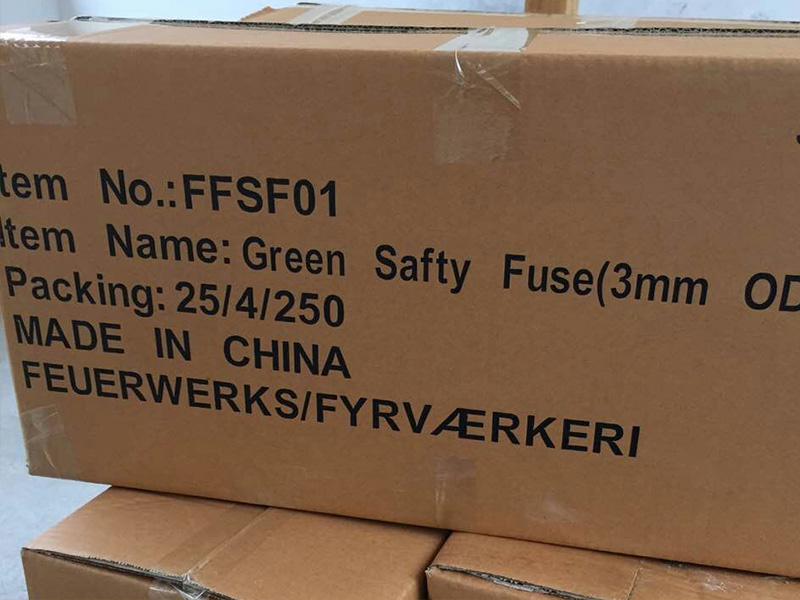 tem No.:FFSF01
Item Name: Green Safty Fuse(3mm OD
Packing: 25/4/250
MADE IN CHINA
FEUERWERKS/FYRVÆRKERI